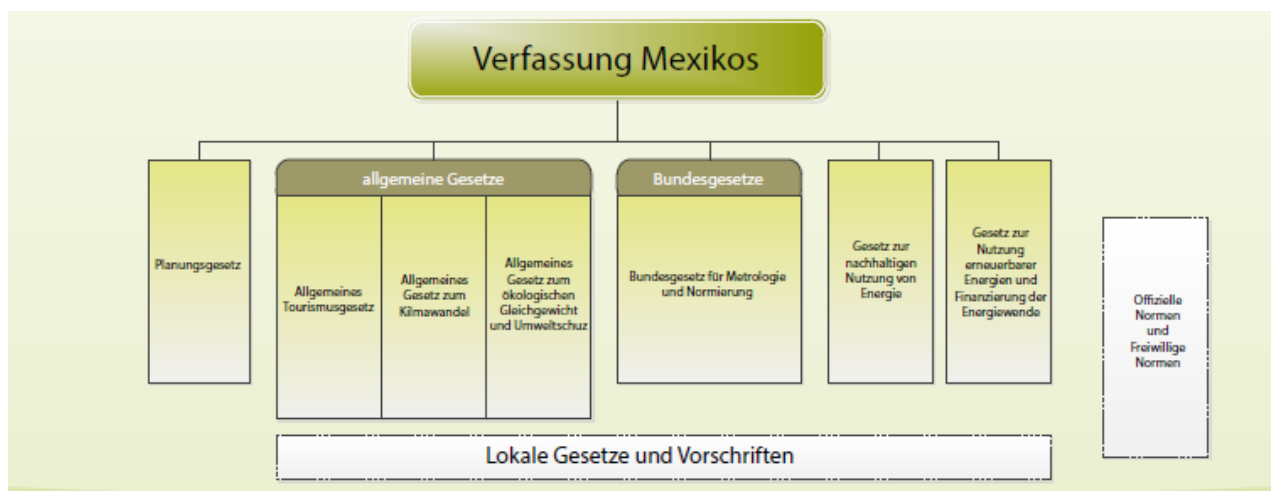 Verfassung Mexikos
allgemeine Gesetze
Bundesgesetze
Planungsgesetz
Allgemeines
Tourismusgesetz
Allgemeines
Gesetz zum
Kilmawandel
Allgemeines
Gesetz zum
ökologischen
Gleichgewicht
und Umweltschuz
Bundesgesetz für Metrologie
und Normierung
Gesetz zur
nachhaltigen
Nutzung von
Energie
Gesetz zur
Nutzung
erneuerbarer
Energien und
Finanzierung der
Energiewende
Offizielle
Normen
und
Freiwillige
Normen
Lokale Gesetze und Vorschriften